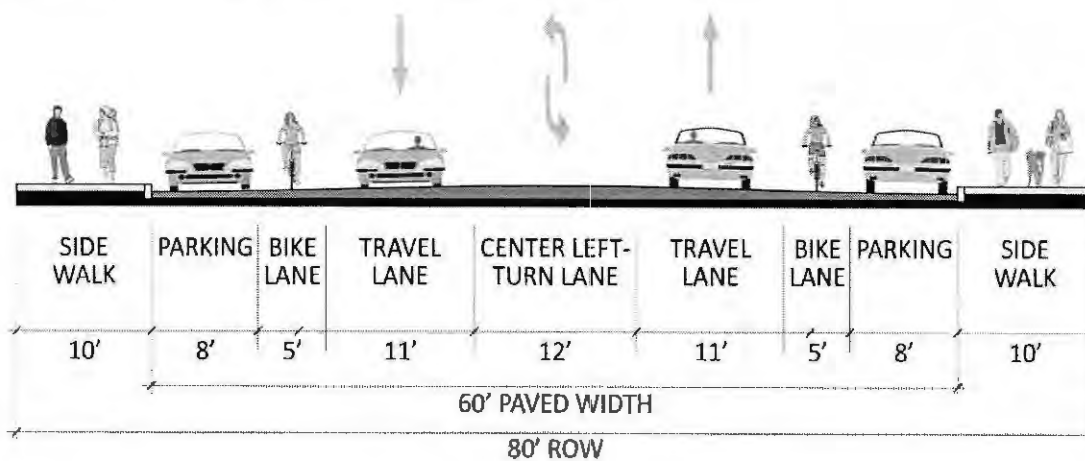 SIDE WALK
PARKING
BIKE LANE
TRAVEL LANE
CENTER LEFT-TURN LANE
TRAVEL LANE
BIKE LANE
PARKING
SIDE WALK
10' 8' 5' 11' 12' 11' 5' 8' 10'
60' PAVED WIDTH
80' ROW